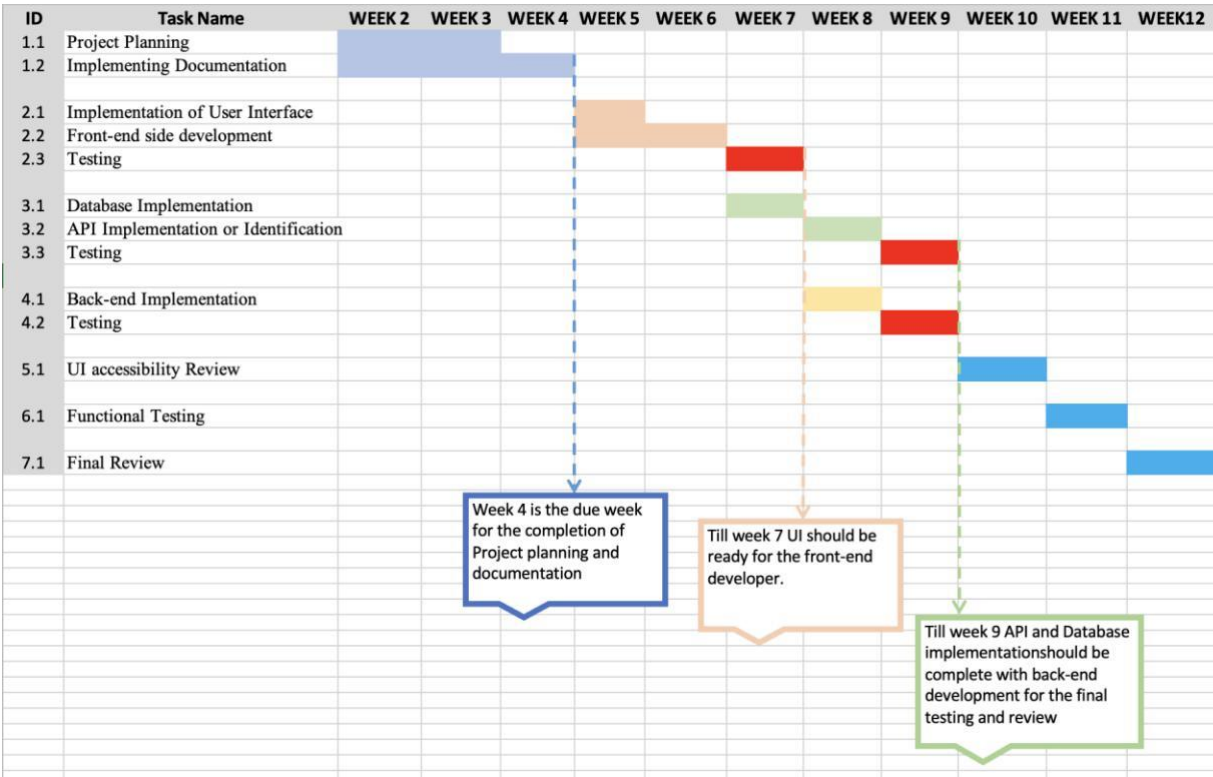 ID Task Name WEEK 2 WEEK 3 WEEK 4 WEEK 5 WEEK 6 WEEK 7 WEEK 8 WEEK 9 WEEK 10 WEEK 11 WEEK12
1.1 Project Planning
1.2 Implementing Documentation
2.1 Implementation of User Interface
2.2 Front-end side development
2.3 Testing
3.1 Database Implementation
3.2 API Implementation or Identification
3.3 Testing
4.1 Back-end Implementation
4.2 Testing
5.1 UI accessibility Review
6.1 Functional Testing
7.1 Final Review
Week 4 is the due week
for the completion of
Project planning and
documentation
Till week 7 UI should be
ready for the front-end
developer.
Till week 9 API and Database
implementationshould be
complete with back-end
development for the final
testing and review